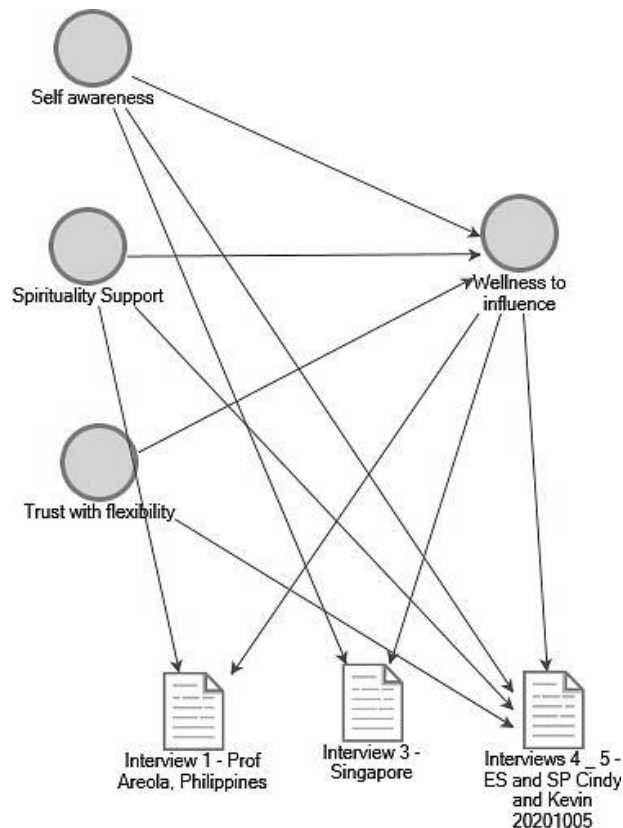 Self awareness
Spirituality Support
Wellness to
influence
Trust with flexibility
Interview 1 - Prof
Areola, Philippines
Interview 3 -
Singapore
Interviews 4 _ 5 -
ES and SP Cindy
and Kevin
20201005